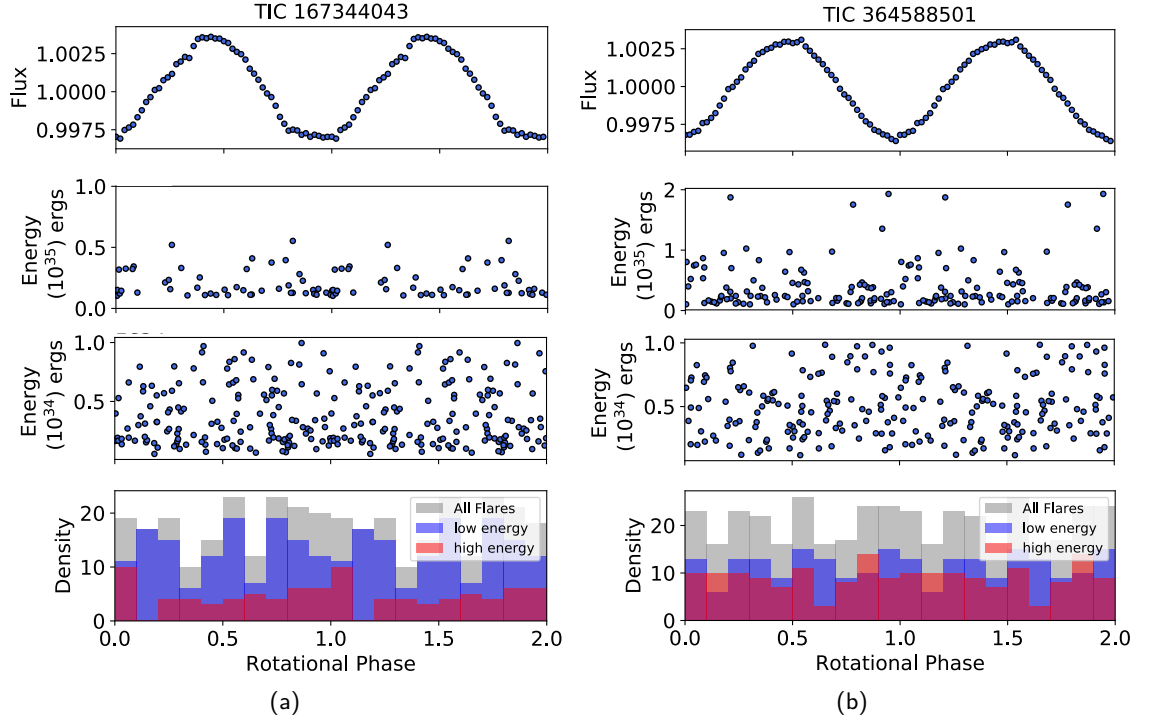 TIC 167344043
1.0025
1.0000
0.9975
Flux
1.0
0.5
0.0
Energy
(10^35) ergs
1.0
0.5
Energy
(10^34) ergs
20
10
0
Density
All Flares
low energy
high energy
0.0 0.5 1.0 1.5 2.0
Rotational Phase
(a)
TIC 364588501
1.0025
1.0000
0.9975
Flux
2
1
0
Energy
(10^35) ergs
1.0
0.5
Energy
(10^34) ergs
20
10
0
Density
All Flares
low energy
high energy
0.0 0.5 1.0 1.5 2.0
Rotational Phase
(b)